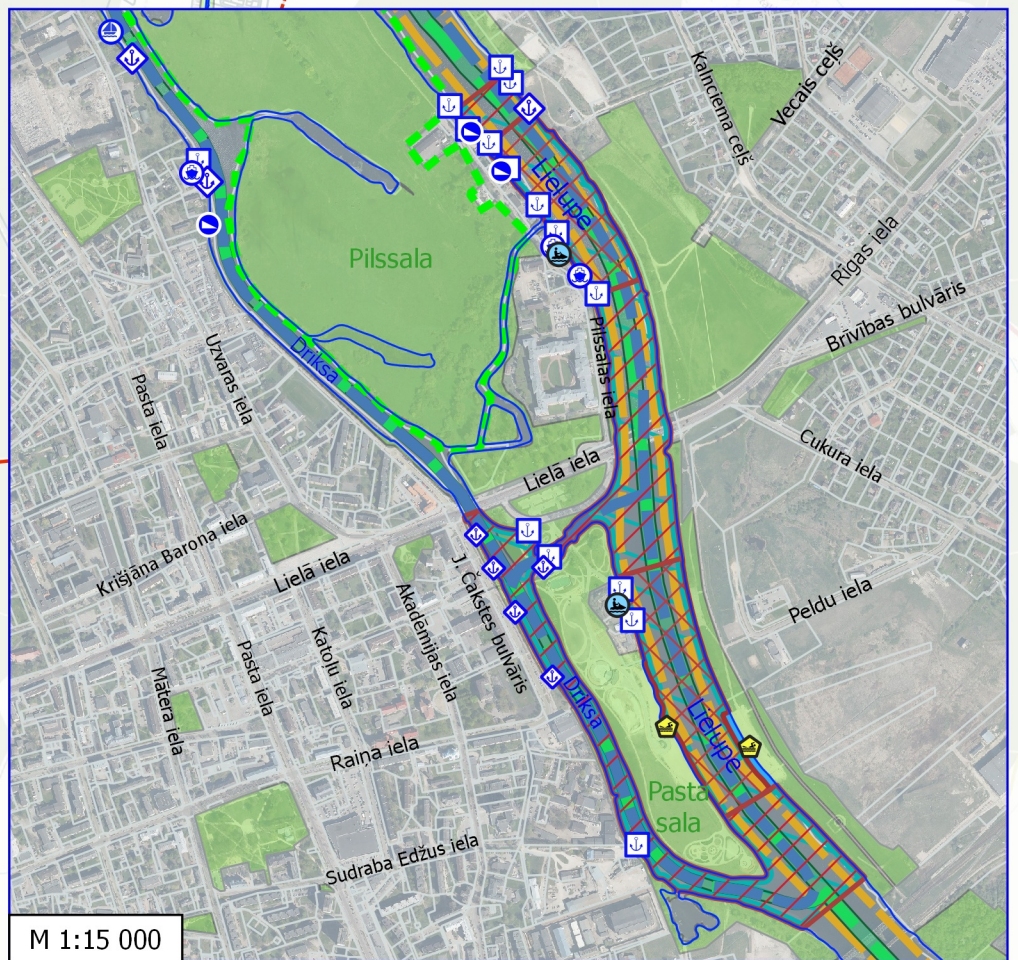 Kalnciema ceļš
Vecais ceļš
Lielupe
Pilssala
Rīgas iela
Brīvības bulvāris
Uzvaras iela
Driksa
Pilssalas iela
Pasta iela
Cukura iela
Lielā iela
Krišjāņa Barona iela
Lielā iela
J. Čakstes bulvāris
Akadēmijas iela
Peldu iela
Katoļu iela
Pasta iela
Mātera iela
Driksa
Lielupe
Raiņa iela
Pasta
sala
Sudraba Edžus iela
M 1:15 000